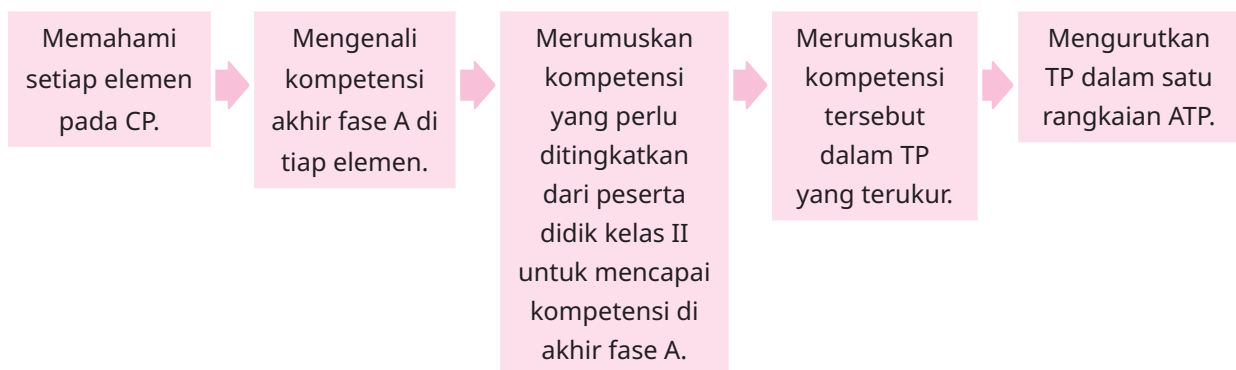 Memahami
setiap elemen
pada CP.
Mengenali
kompetensi
akhir fase A di
tiap elemen.
Merumuskan
kompetensi
yang perlu
ditingkatkan
dari peserta
didik kelas II
untuk mencapai
kompetensi di
akhir fase A.
Merumuskan
kompetensi
tersebut
dalam TP
yang terukur.
Mengurutkan
TP dalam satu
rangkaian ATP.